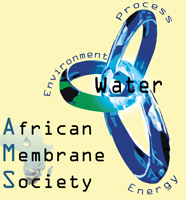 Process
Environment
Water
African
Membrane
Society
Energy